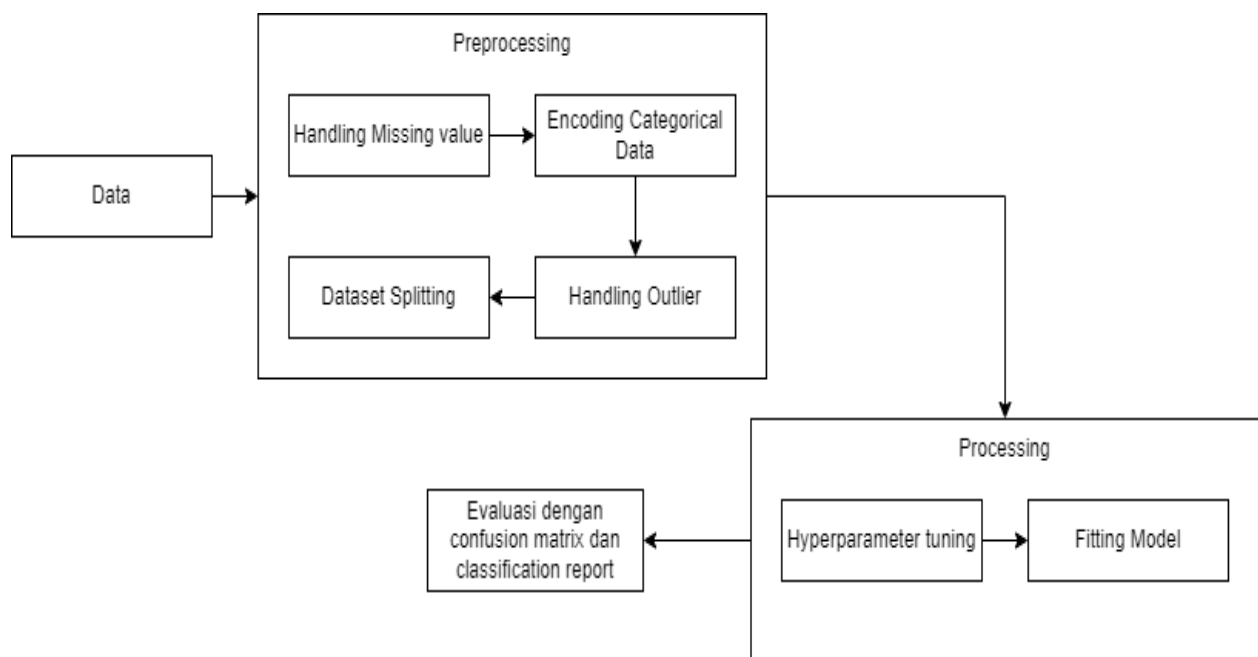 Preprocessing
Handling Missing value
Encoding Categorical
Data
Data
Dataset Splitting
Handling Outlier
Processing
Evaluasi dengan
confusion matrix dan
classification report
Hyperparameter tuning
Fitting Model